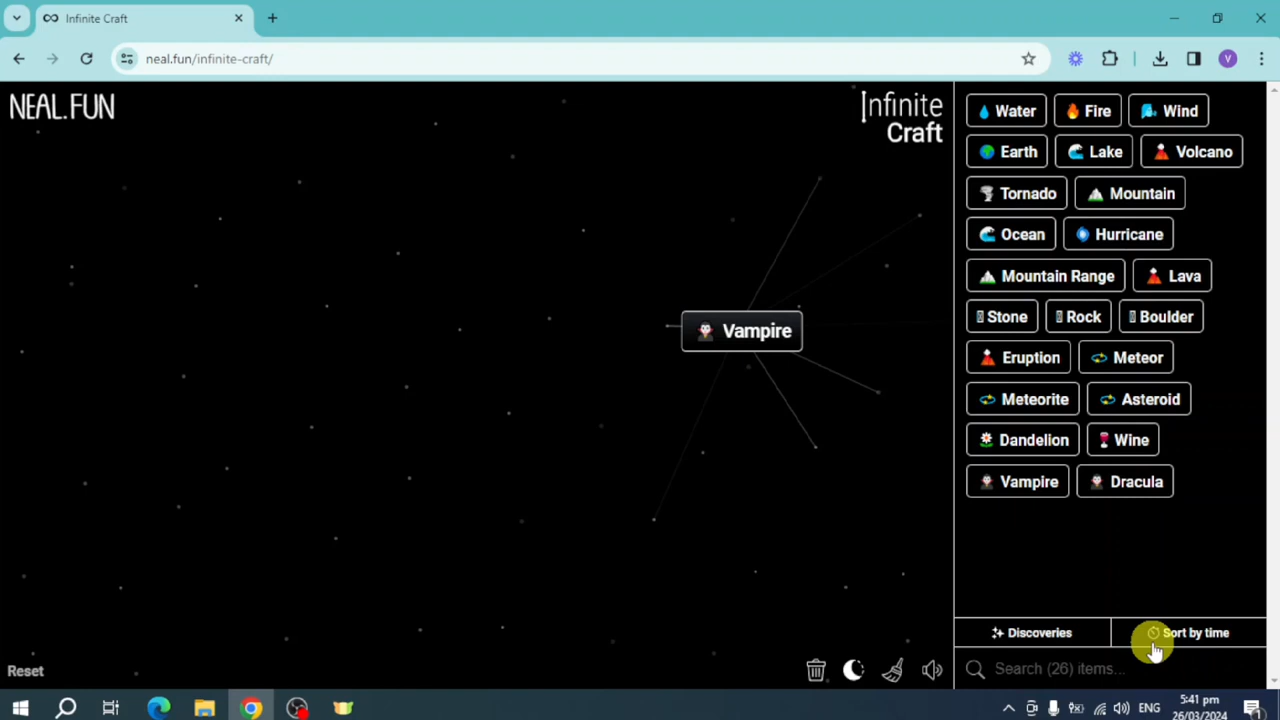 Infinite Craft
neal.fun/infinite-craft/
V
NEAL.FUN
Infinite
Craft
Water Fire Wind
Earth Lake Volcano
Tornado Mountain
Ocean Hurricane
Mountain Range Lava
Stone Rock Boulder
Vampire
Eruption Meteor
Meteorite Asteroid
Dandelion Wine
Vampire Dracula
Discoveries Sort by time
Reset
Search (26) items...
ENG
5:41 pm
26/03/2024
1